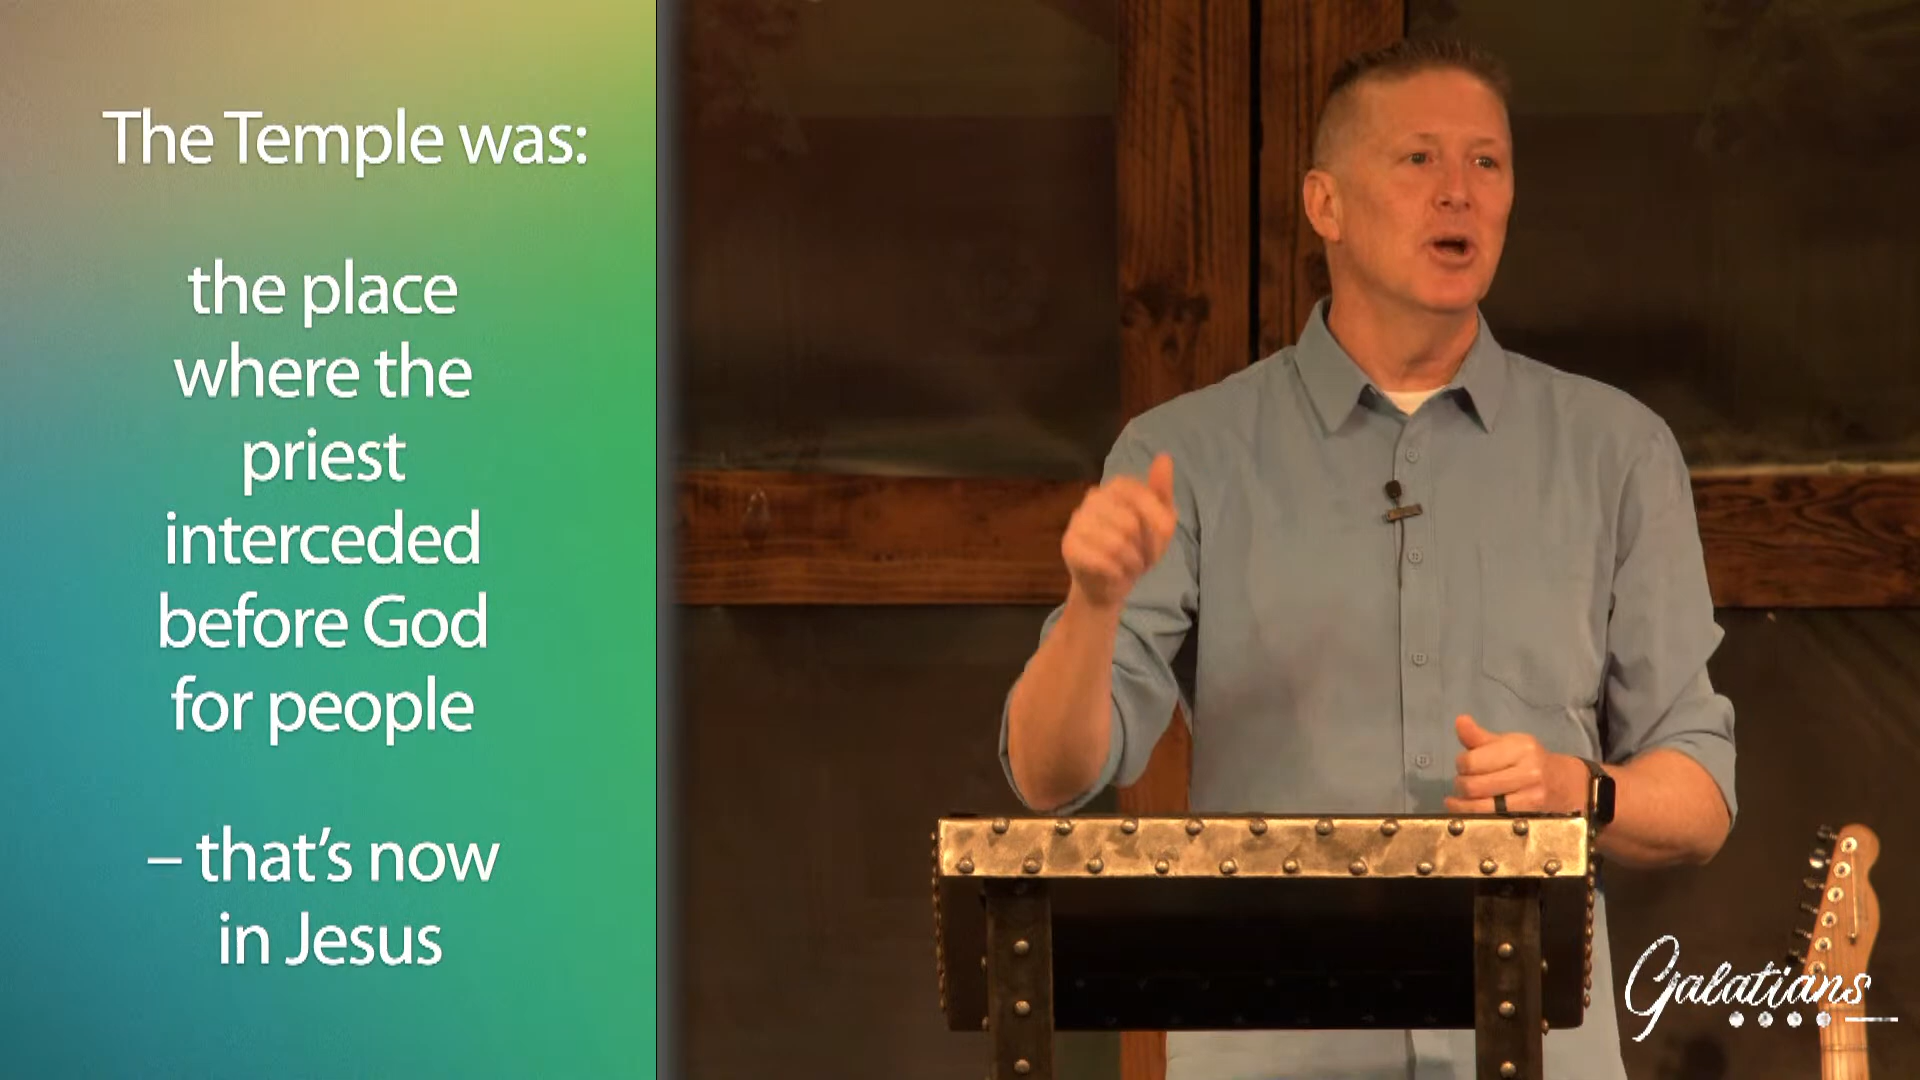 The Temple was:
the place
where the
priest
interceded
before God
for people
– that's now
in Jesus
Galatians